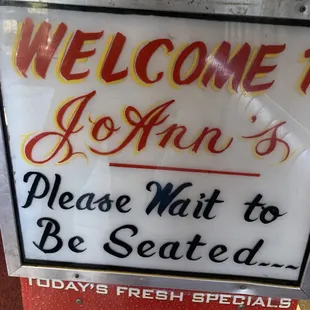 WELCOME T
JoAnn's
Please Wait to
Be Seated...
TODAY'S FRESH SPECIALS